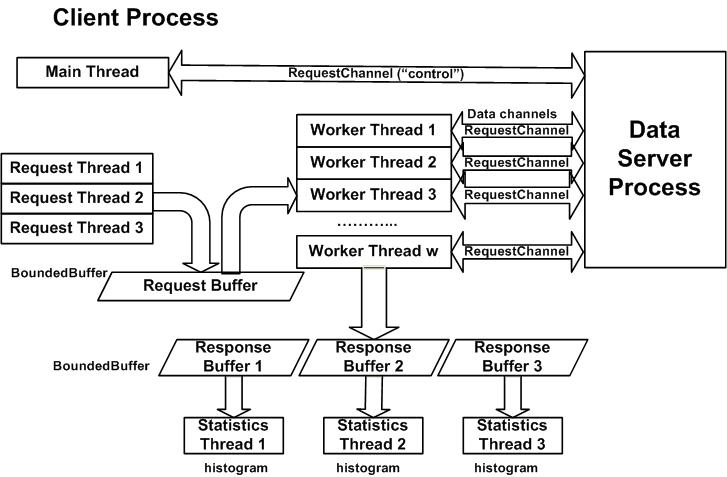 Client Process
Main Thread
RequestChannel (“control”)
Data
Server
Process
Data channels
Worker Thread 1
RequestChannel
Worker Thread 2
RequestChannel
Worker Thread 3
RequestChannel
………...
Worker Thread w
RequestChannel
Request Thread 1
Request Thread 2
Request Thread 3
BoundedBuffer
Request Buffer
BoundedBuffer
Response
Buffer 1
Response
Buffer 2
Response
Buffer 3
Statistics
Thread 1
Statistics
Thread 2
Statistics
Thread 3
histogram
histogram
histogram